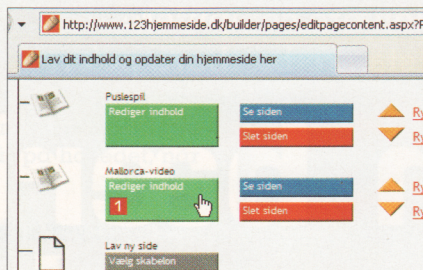 http://www.123hjemmeside.dk/builder/pages/editpagecontent.aspx?
Lav dit indhold og opdater din hjemmeside her
Puslespil
Rediger indhold
Se siden
Slet siden
Mallorca-video
Rediger indhold
1
Se siden
Slet siden
Lav ny side
Vælg skabelon